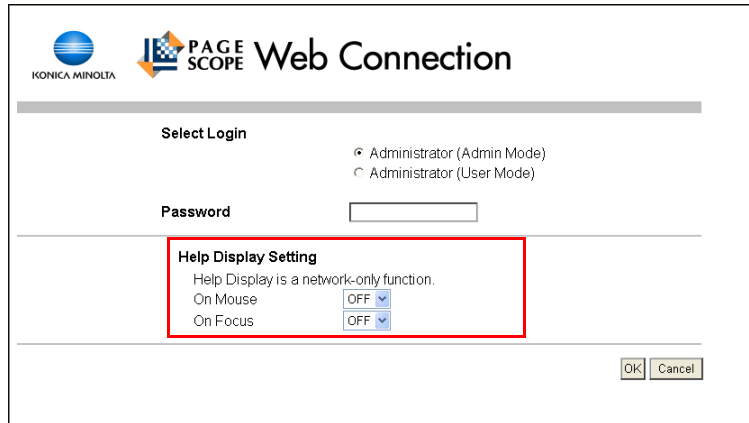 KONICA MINOLTA
PAGE SCOPE Web Connection
Select Login
Administrator (Admin Mode)
Administrator (User Mode)
Password
Help Display Setting
Help Display is a network-only function.
On Mouse OFF
On Focus OFF
OK Cancel